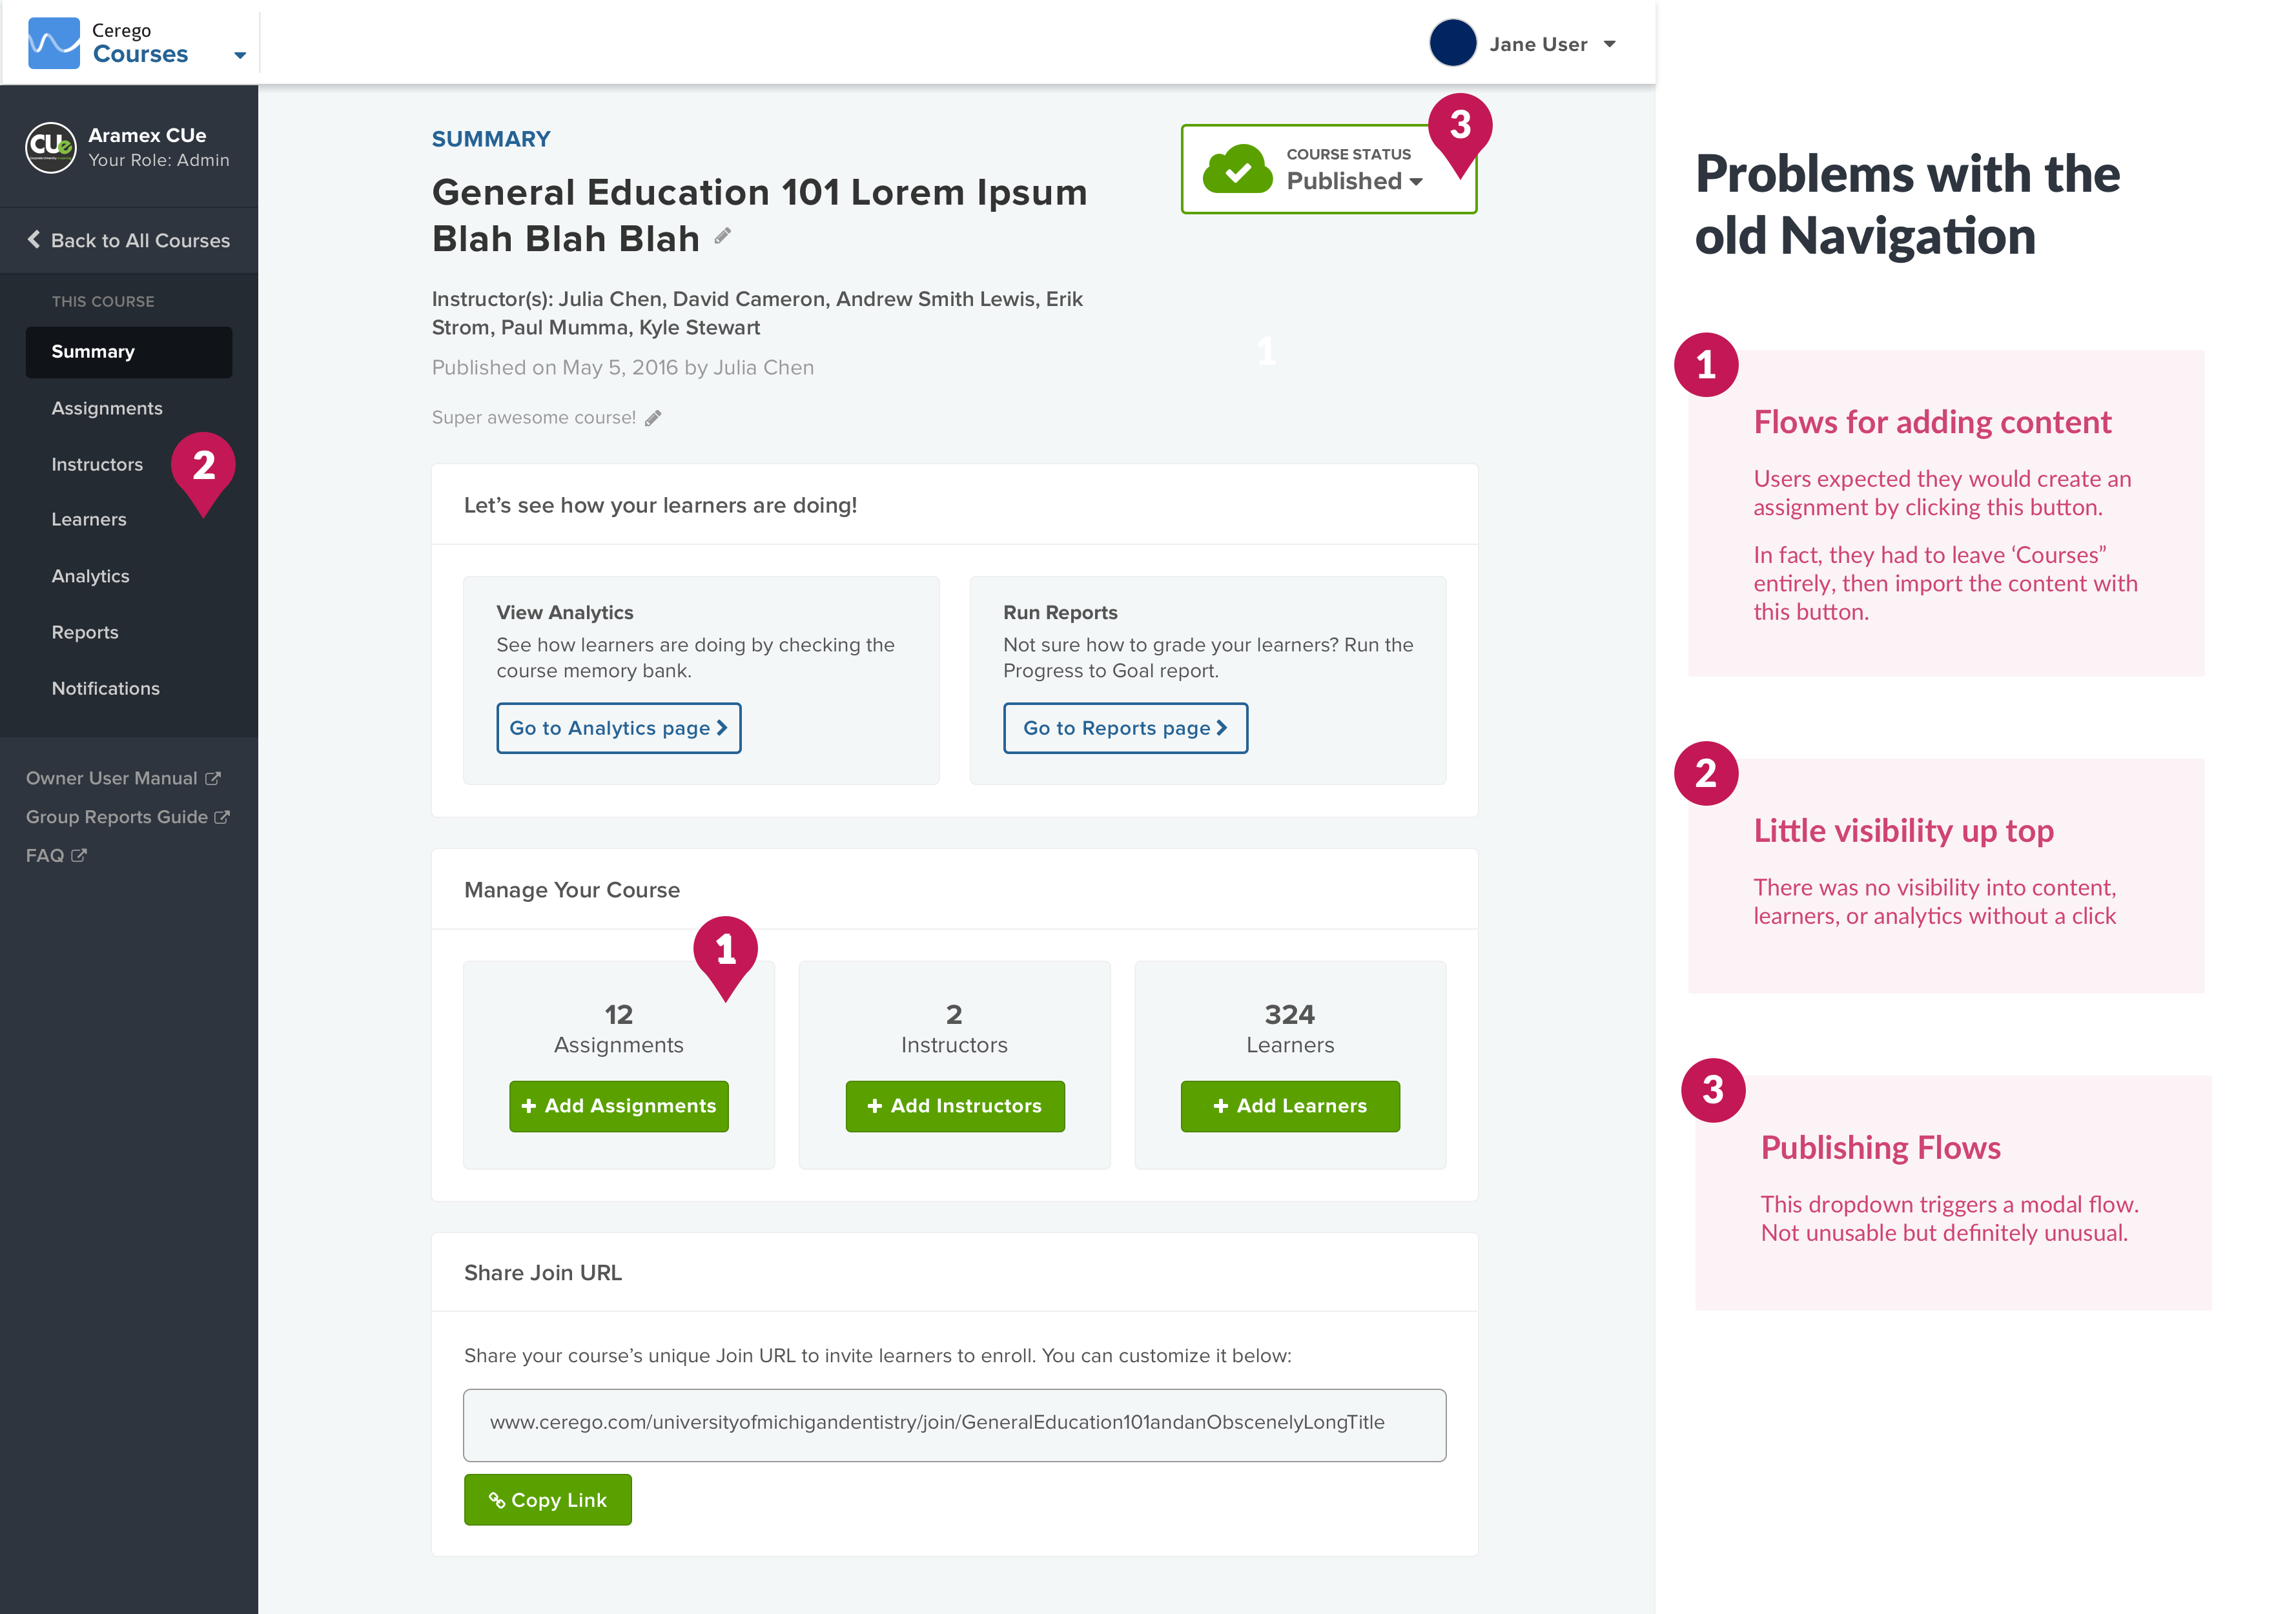 Cerego
Courses
Jane User
CUe
Aramex CUe
Your Role: Admin
Back to All Courses
THIS COURSE
Summary
Assignments
Instructors
2
Learners
Analytics
Reports
Notifications
Owner User Manual
Group Reports Guide
FAQ
SUMMARY
General Education 101 Lorem Ipsum
Blah Blah Blah
COURSE STATUS
Published
3
Instructor(s): Julia Chen, David Cameron, Andrew Smith Lewis, Erik
Strom, Paul Mumma, Kyle Stewart
1
Published on May 5, 2016 by Julia Chen
Super awesome course!
Let’s see how your learners are doing!
View Analytics
See how learners are doing by checking the
course memory bank.
Go to Analytics page
Run Reports
Not sure how to grade your learners? Run the
Progress to Goal report.
Go to Reports page
Manage Your Course
1
12
Assignments
+ Add Assignments
2
Instructors
+ Add Instructors
324
Learners
+ Add Learners
Share Join URL
Share your course’s unique Join URL to invite learners to enroll. You can customize it below:
www.cerego.com/universityofmichigandentistry/join/GeneralEducation101andanObscenelyLongTitle
Copy Link
Problems with the
old Navigation
1
Flows for adding content
Users expected they would create an
assignment by clicking this button.
In fact, they had to leave ‘Courses”
entirely, then import the content with
this button.
2
Little visibility up top
There was no visibility into content,
learners, or analytics without a click
3
Publishing Flows
This dropdown triggers a modal flow.
Not unusable but definitely unusual.